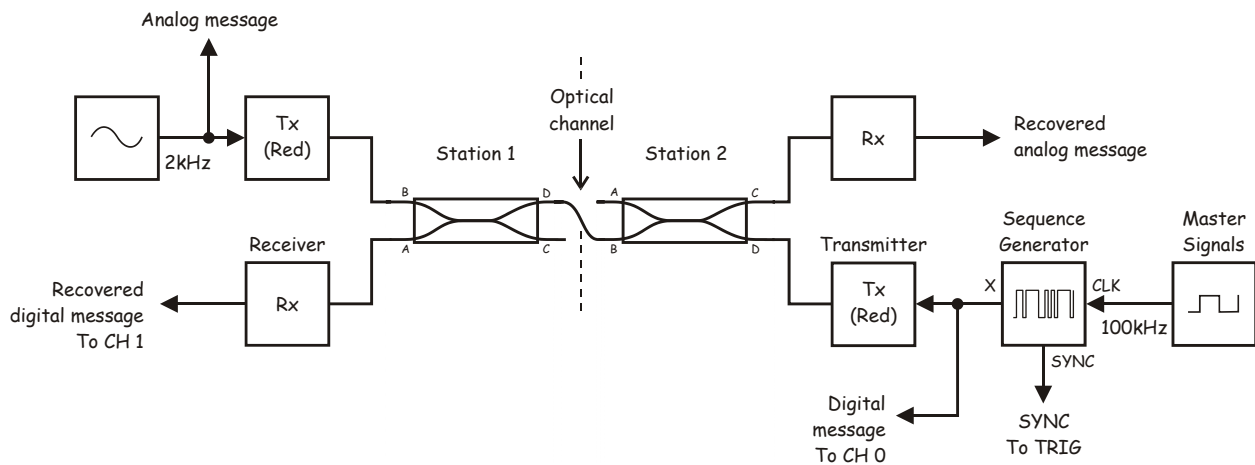 Analog message
Tx
(Red)
2kHz
Station 1
Optical
channel
Station 2
Rx
Recovered
analog message
B
D
A
C
A
C
B
D
Receiver
Rx
Recovered
digital message
To CH 1
Transmitter
Tx
(Red)
X
Sequence
Generator
CLK
100kHz
Master
Signals
SYNC
Digital
message
To CH 0
SYNC
To TRIG